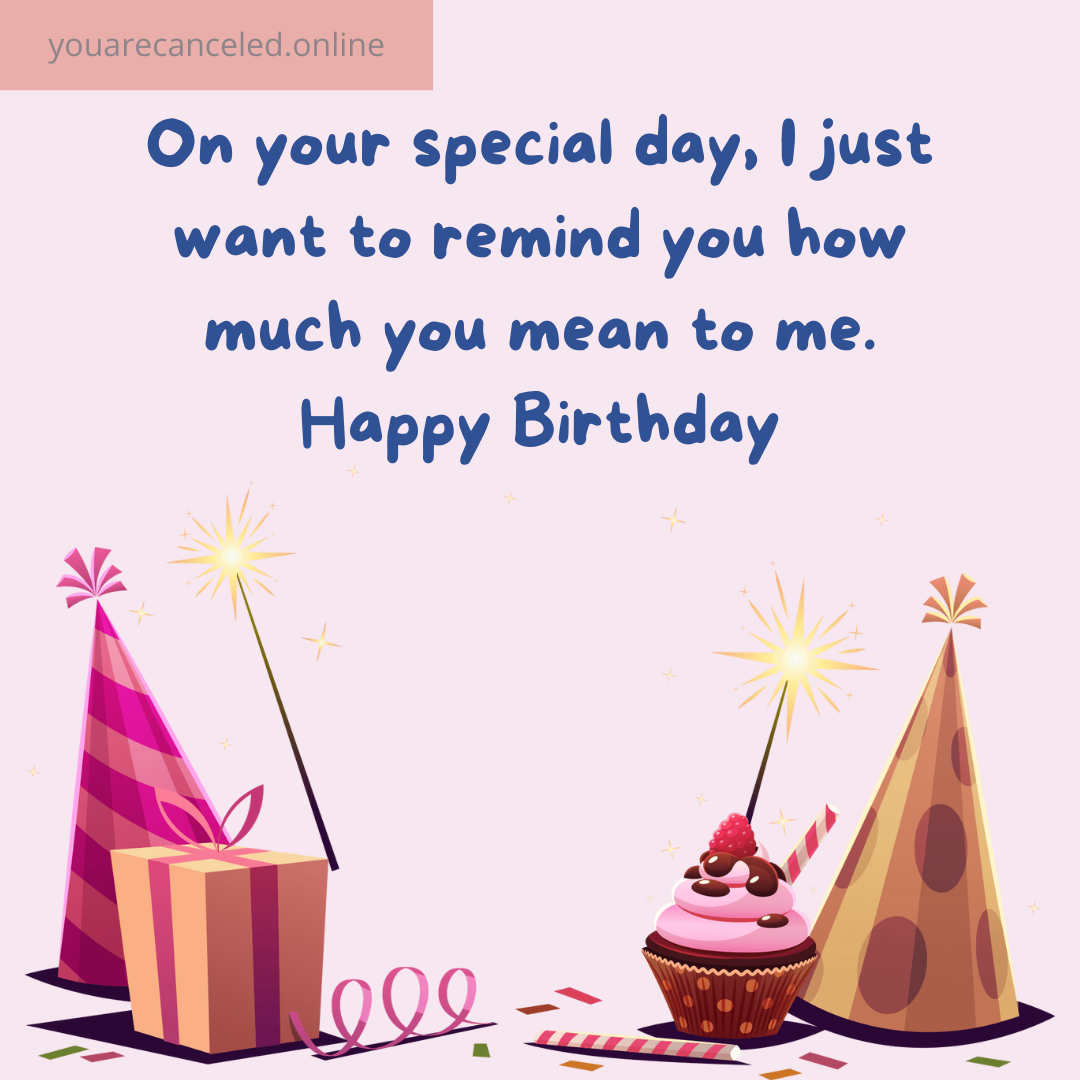 youarecanceled.online
On your special day, I just
want to remind you how
much you mean to me.
Happy Birthday